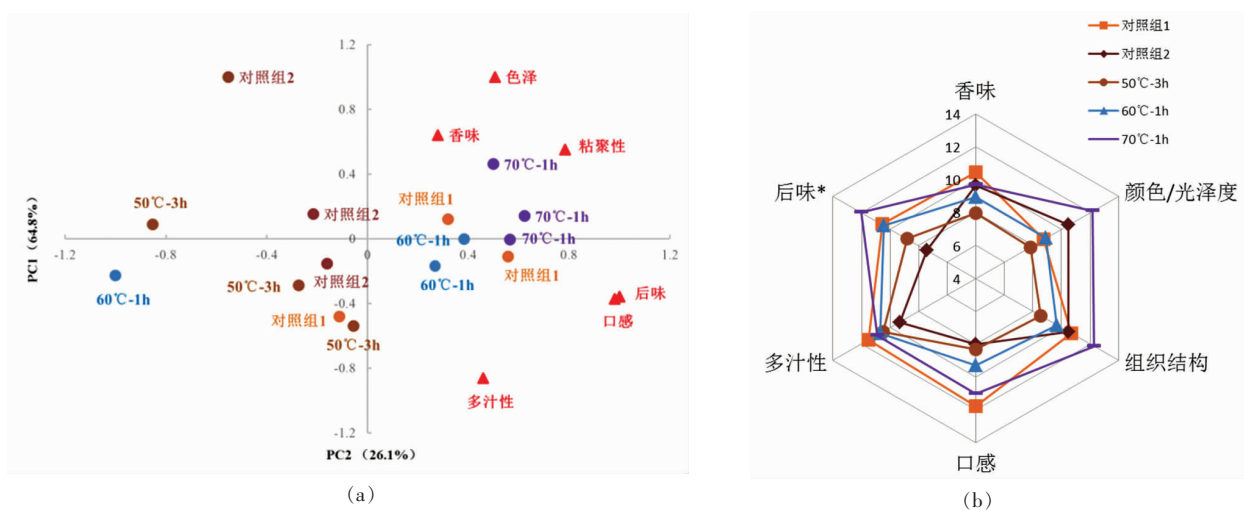 1.2
色泽
对照组2
0.8
香味
粘聚性
70℃-1h
0.4
50℃-3h
对照组1
对照组2
70℃-1h
60℃-1h
70℃-1h
-1.2
-0.8
-0.4
0
0
0.4
0.8
1.2
PC1（64.8%）
对照组2
60℃-1h
对照组1
50℃-3h
60℃-1h
后味
口感
对照组1
-0.4
50℃-3h
-0.8
多汁性
-1.2
PC2 （26.1%）
（a）
对照组1
对照组2
50℃-3h
60℃-1h
70℃-1h
香味
14
12
10
8
6
4
后味*
颜色/光泽度
多汁性
组织结构
口感
（b）